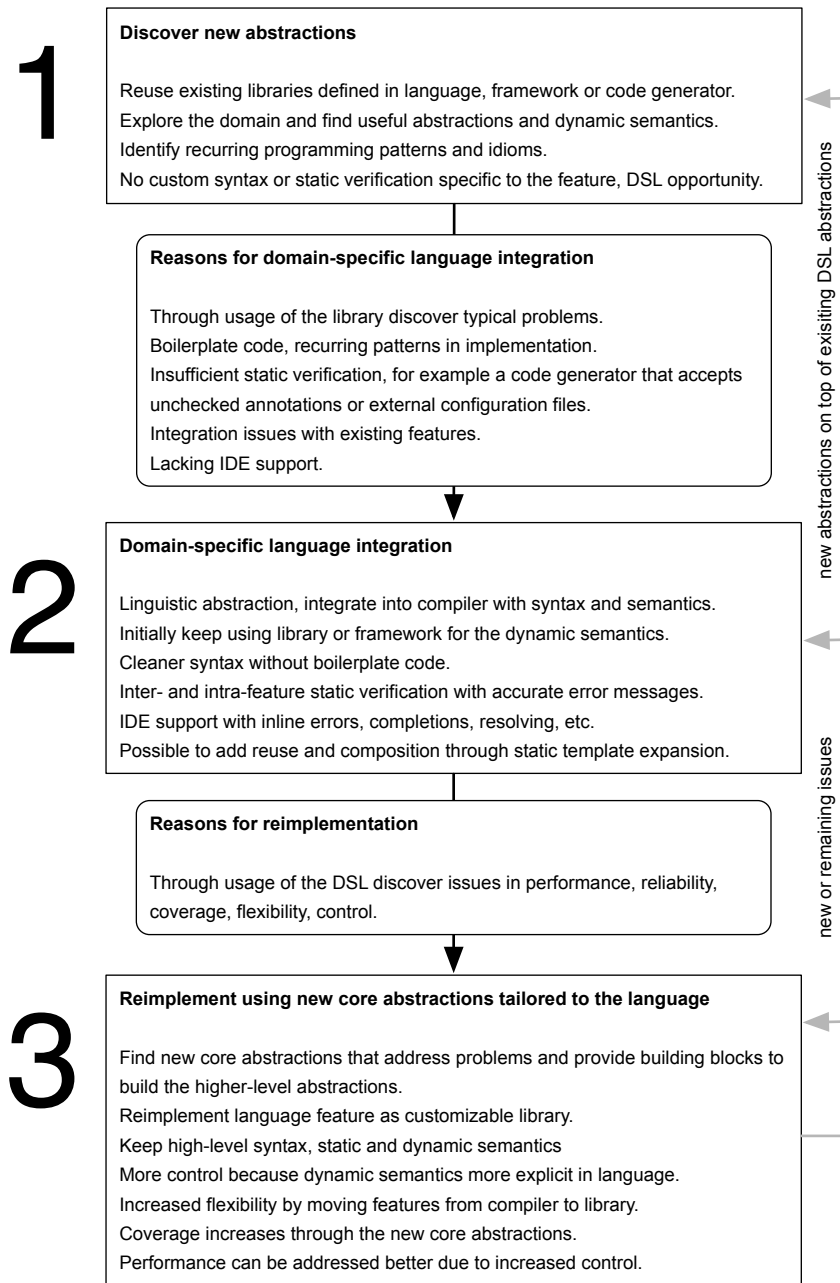 1
Discover new abstractions
Reuse existing libraries defined in language, framework or code generator.
Explore the domain and find useful abstractions and dynamic semantics.
Identify recurring programming patterns and idioms.
No custom syntax or static verification specific to the feature, DSL opportunity.
Reasons for domain-specific language integration
Through usage of the library discover typical problems.
Boilerplate code, recurring patterns in implementation.
Insufficient static verification, for example a code generator that accepts
unchecked annotations or external configuration files.
Integration issues with existing features.
Lacking IDE support.
new abstractions on top of exisiting DSL abstractions
2
Domain-specific language integration
Linguistic abstraction, integrate into compiler with syntax and semantics.
Initially keep using library or framework for the dynamic semantics.
Cleaner syntax without boilerplate code.
Inter- and intra-feature static verification with accurate error messages.
IDE support with inline errors, completions, resolving, etc.
Possible to add reuse and composition through static template expansion.
Reasons for reimplementation
Through usage of the DSL discover issues in performance, reliability,
coverage, flexibility, control.
new or remaining issues
3
Reimplement using new core abstractions tailored to the language
Find new core abstractions that address problems and provide building blocks to
build the higher-level abstractions.
Reimplement language feature as customizable library.
Keep high-level syntax, static and dynamic semantics
More control because dynamic semantics more explicit in language.
Increased flexibility by moving features from compiler to library.
Coverage increases through the new core abstractions.
Performance can be addressed better due to increased control.